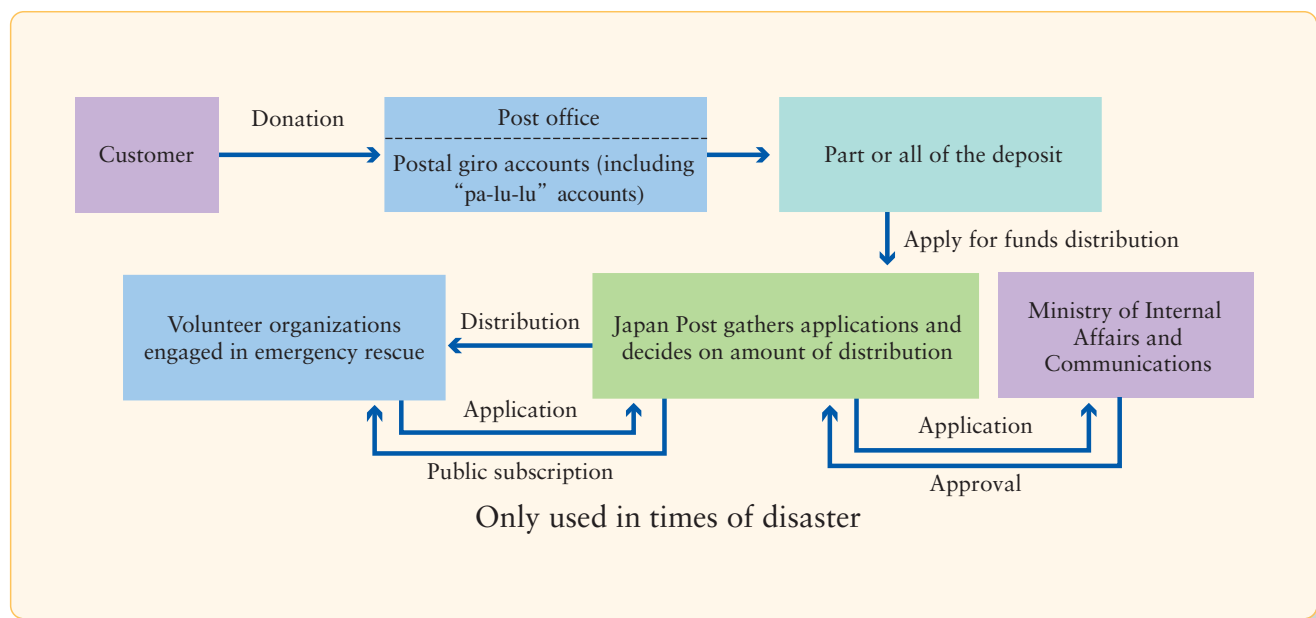 Customer
Donation
Post office
Postal giro accounts (including
“pa-lu-lu” accounts)
Part or all of the deposit
Apply for funds distribution
Volunteer organizations
engaged in emergency rescue
Distribution
Japan Post gathers applications and
decides on amount of distribution
Ministry of Internal
Affairs and
Communications
Application
Public subscription
Application
Approval
Only used in times of disaster